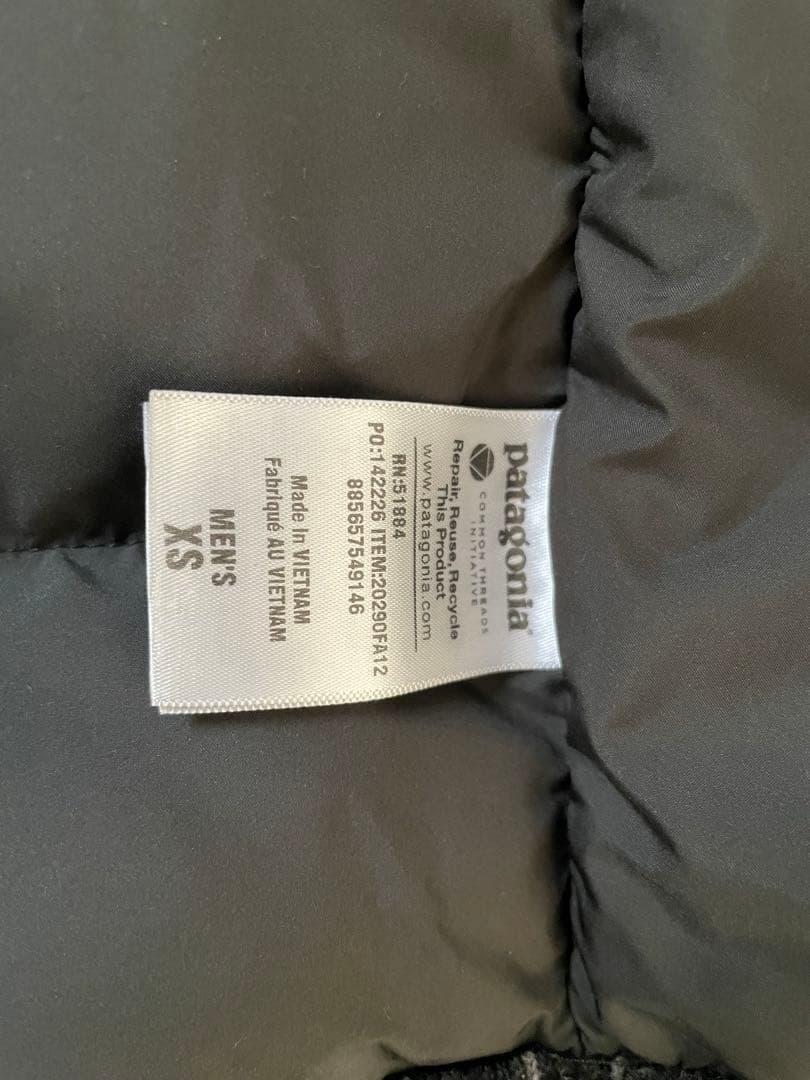 patagonia®
COMMON THREADS
INITIATIVE
Repair, Reuse, Recycle
This Product
www.patagonia.com
RN:51884
PO:142226 ITEM:20290FA12
885657549146
Made in VIETNAM
Fabriqué AU VIETNAM
MEN'S
XS